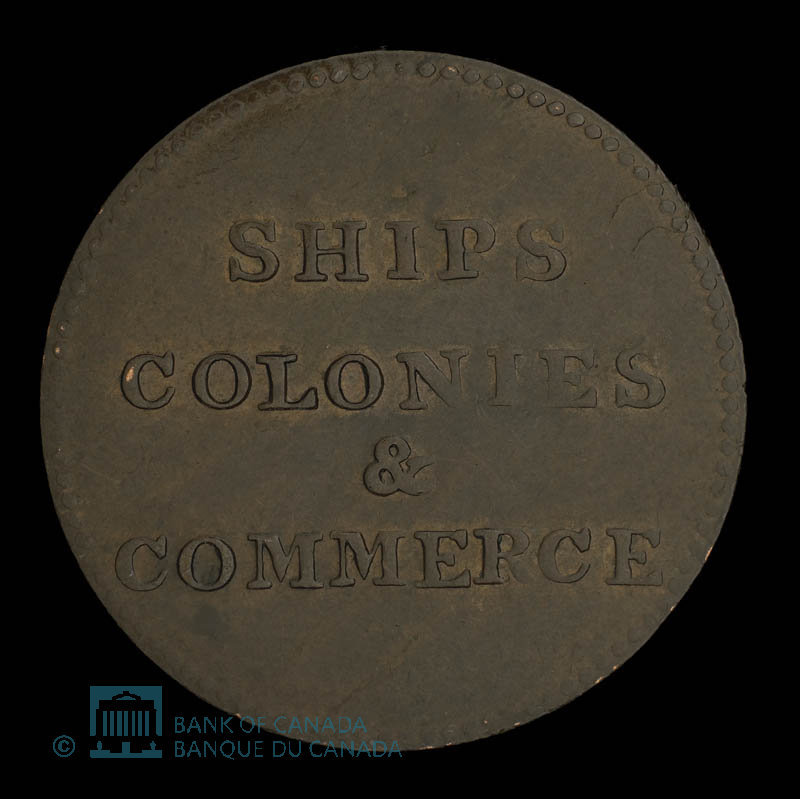 SHIPS
COLONIES
&
COMMERCE
© BANK OF CANADA
BANQUE DU CANADA